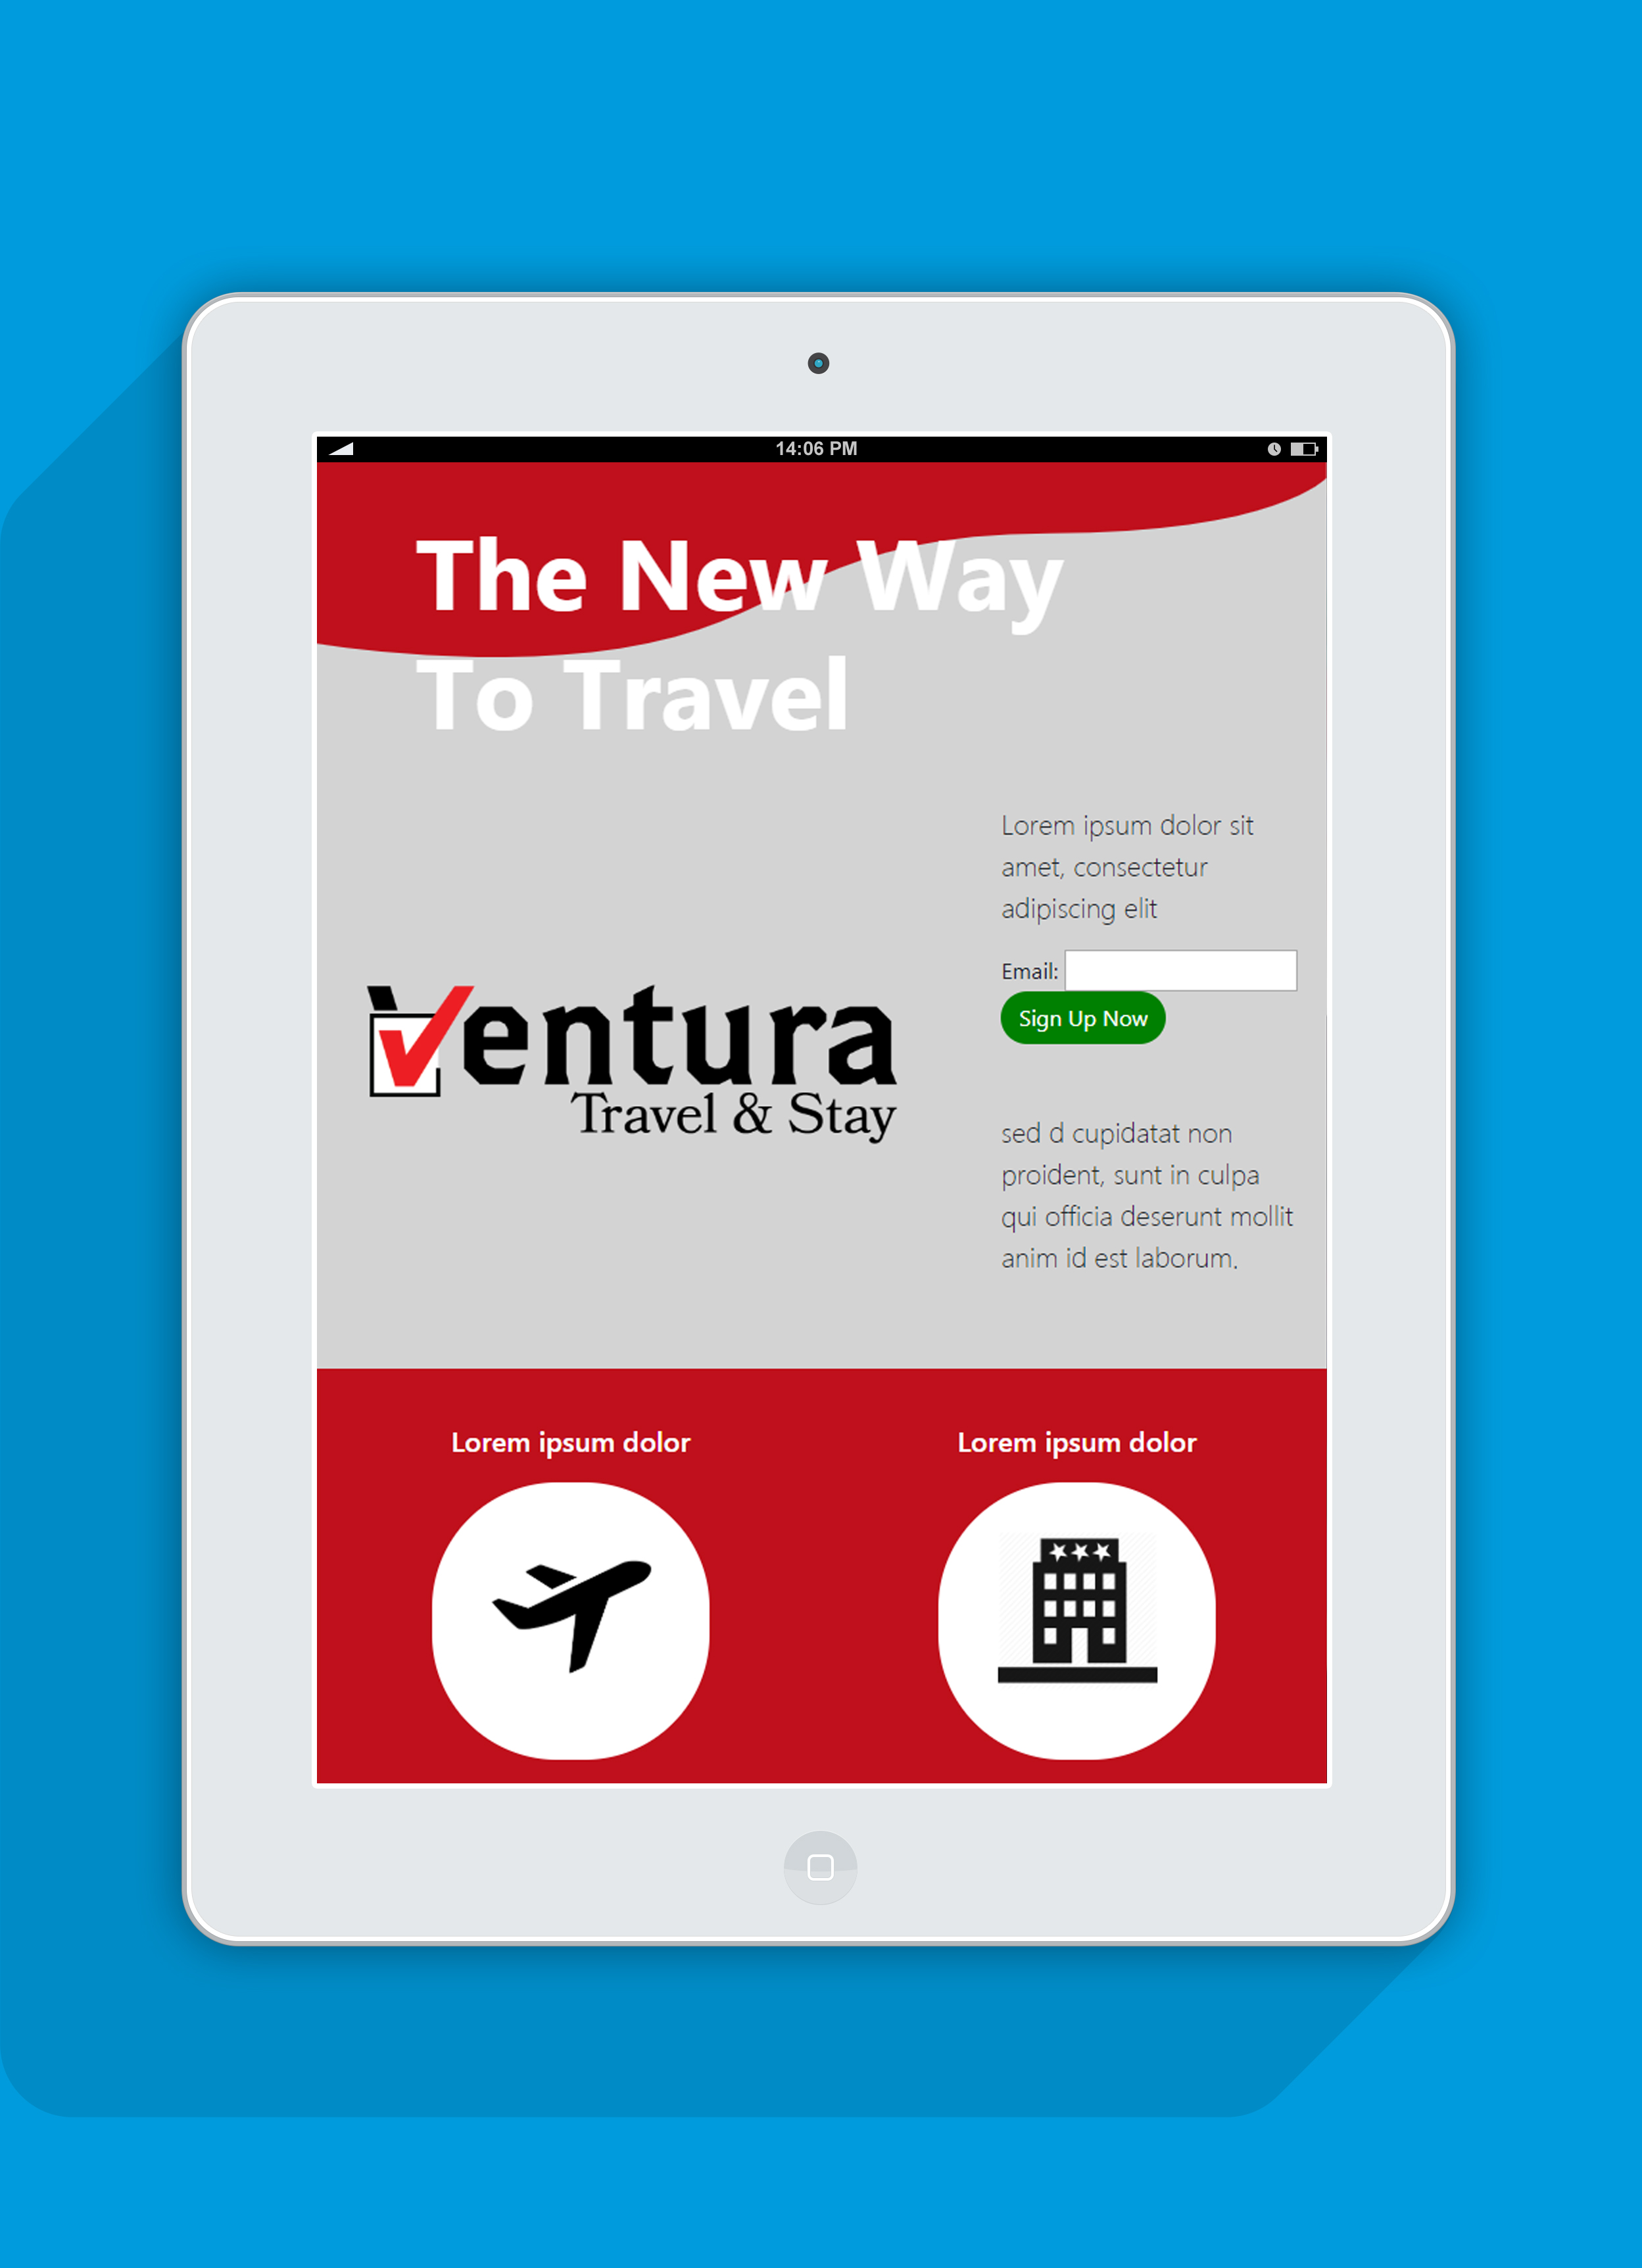 14:06 PM
The New Way
To Travel
Lorem ipsum dolor sit
amet, consectetur
adipiscing elit
Email:
Sign Up Now
Ventura
Travel & Stay
sed d cupidatat non
proident, sunt in culpa
qui officia deserunt mollit
anim id est laborum.
Lorem ipsum dolor
Lorem ipsum dolor